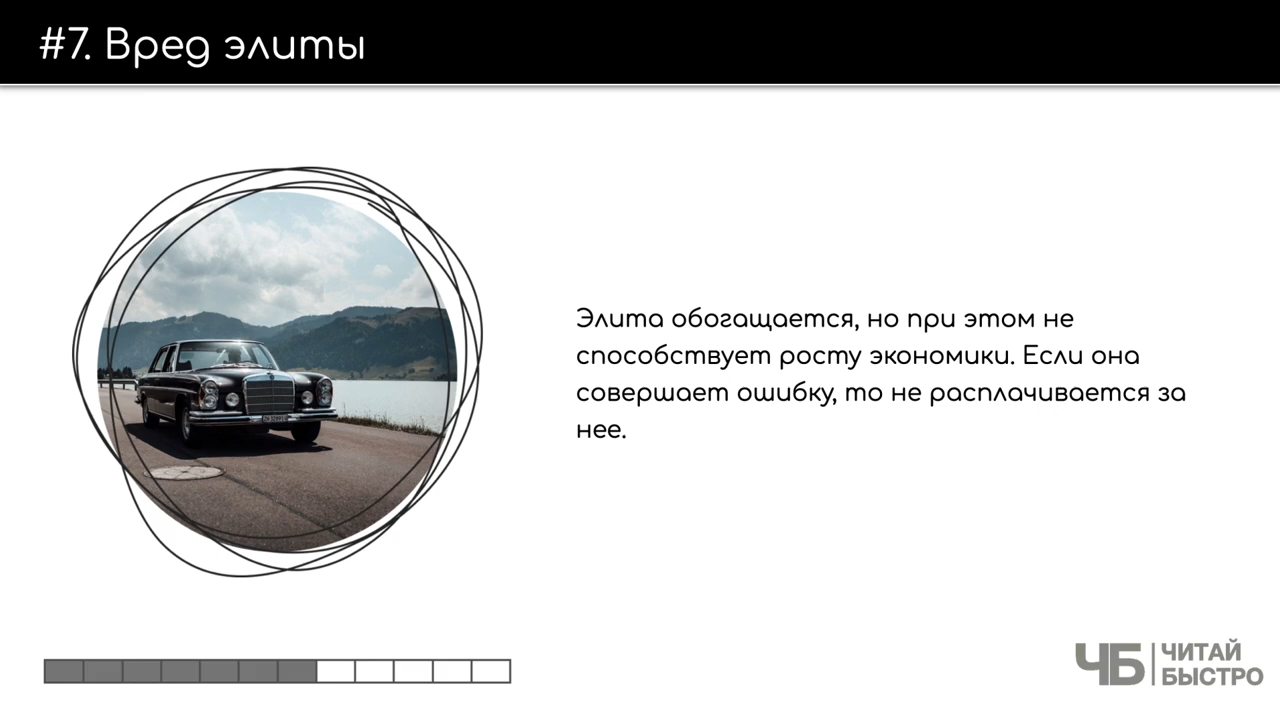 #7. Вред элиты
Элита обогащается, но при этом не
способствует росту экономики. Если она
совершает ошибку, то не расплачивается за
нее.
ЧБ
ЧИТАЙ
БЫСТРО